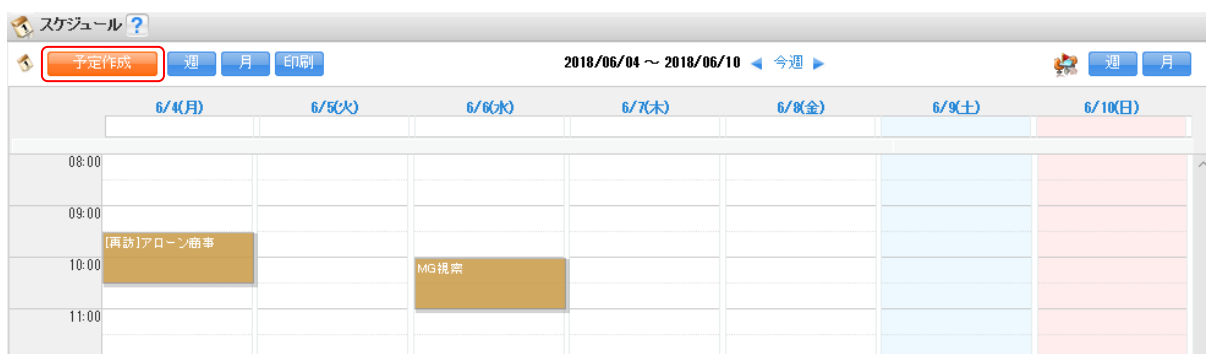 スケジュール ?
予定作成 週 月 印刷 2018/06/04 ～ 2018/06/10 今週 週 月
6/4(月) 6/5(火) 6/6(水) 6/7(木) 6/8(金) 6/9(土) 6/10(日)
08:00
09:00
[再訪]アローン商事
10:00
MG視察
11:00